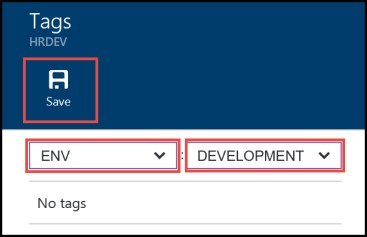 Tags
HRDEV
Save
ENV : DEVELOPMENT
No tags